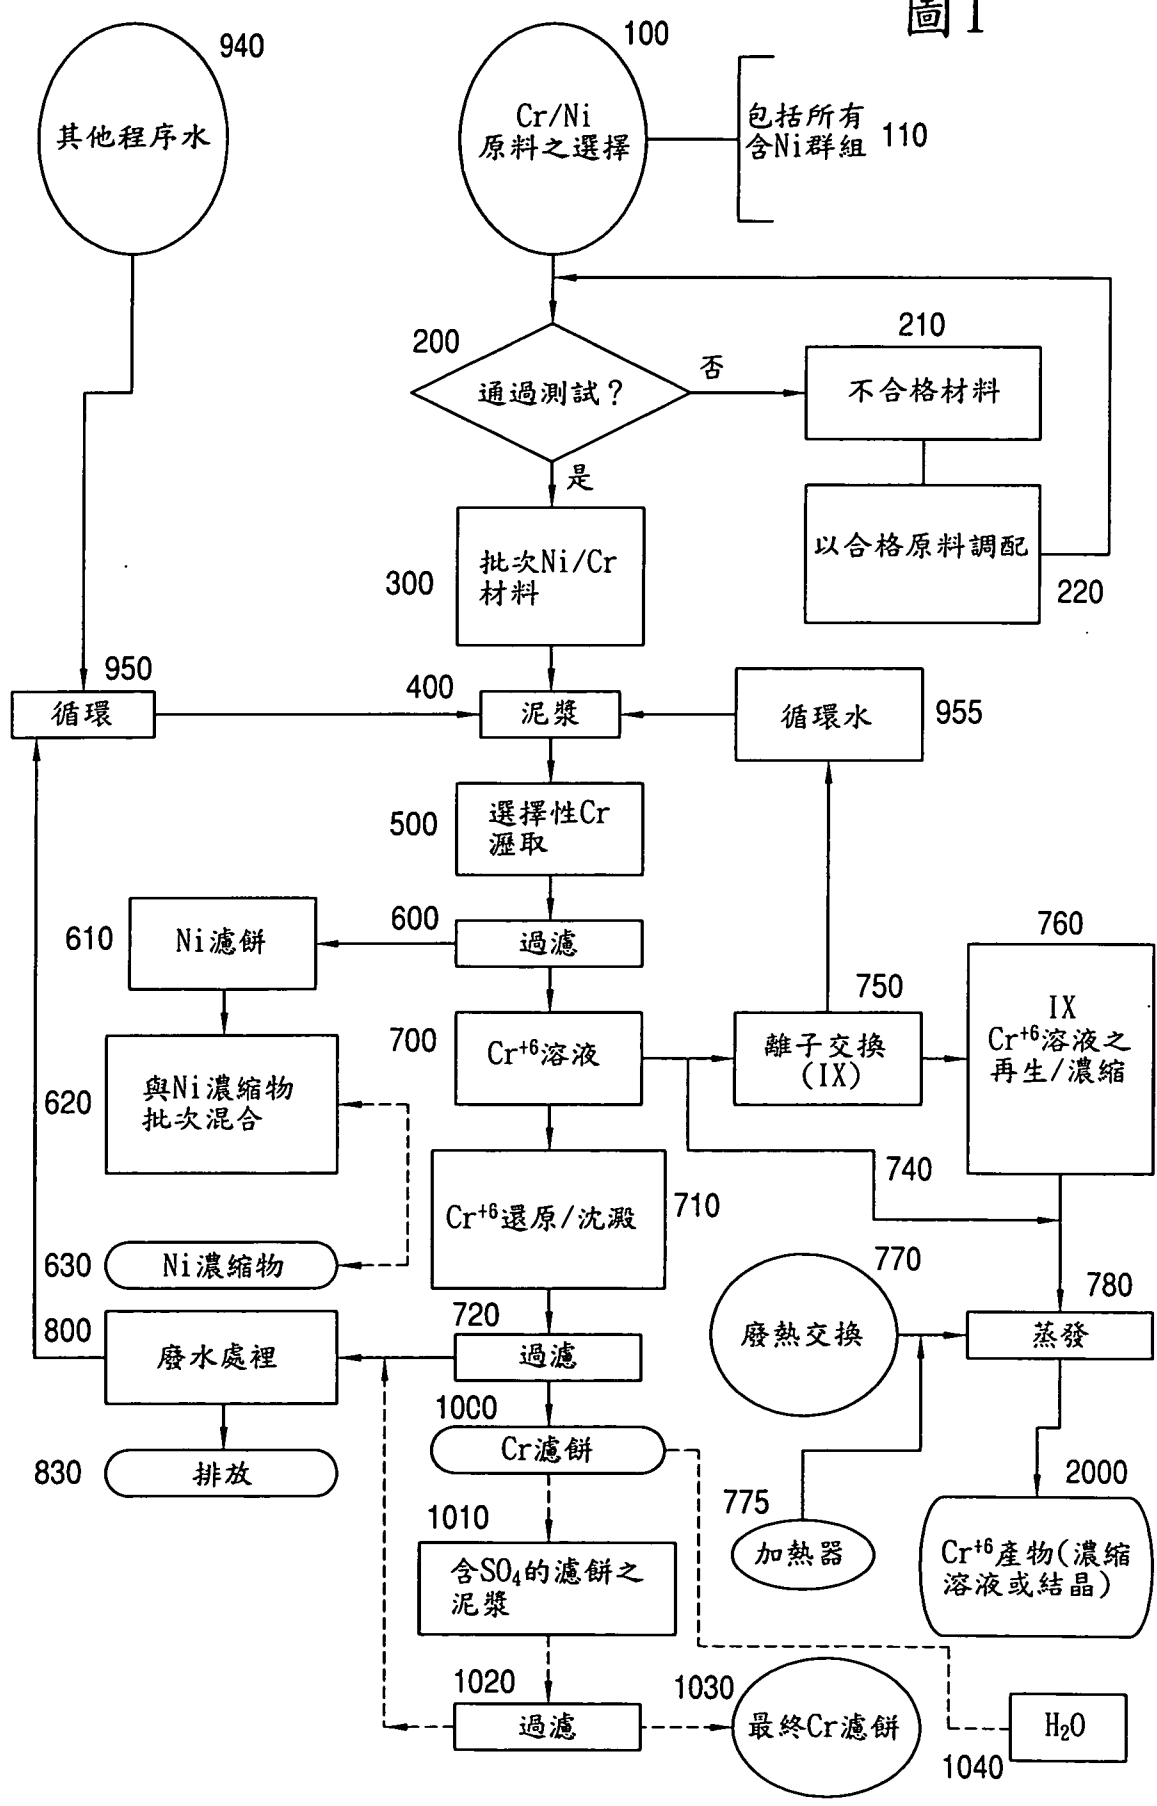 圖1
940
其他程序水
100
Cr/Ni
原料之選擇
包括所有
含Ni群組
110
200
通過測試？
否
是
210
不合格材料
以合格原料調配
220
300
批次Ni/Cr
材料
950
循環
400
泥漿
循環水
955
500
選擇性Cr
瀝取
600
過濾
610
Ni濾餅
620
與Ni濃縮物
批次混合
630
Ni濃縮物
700
Cr+6溶液
750
離子交換
(IX)
760
IX
Cr+6溶液之
再生/濃縮
740
710
Cr+6還原/沈澱
720
過濾
770
廢熱交換
780
蒸發
800
廢水處裡
830
排放
1000
Cr濾餅
775
加熱器
2000
Cr+6產物(濃縮
溶液或結晶)
1010
含SO4的濾餅之
泥漿
1020
過濾
1030
最終Cr濾餅
1040
H2O